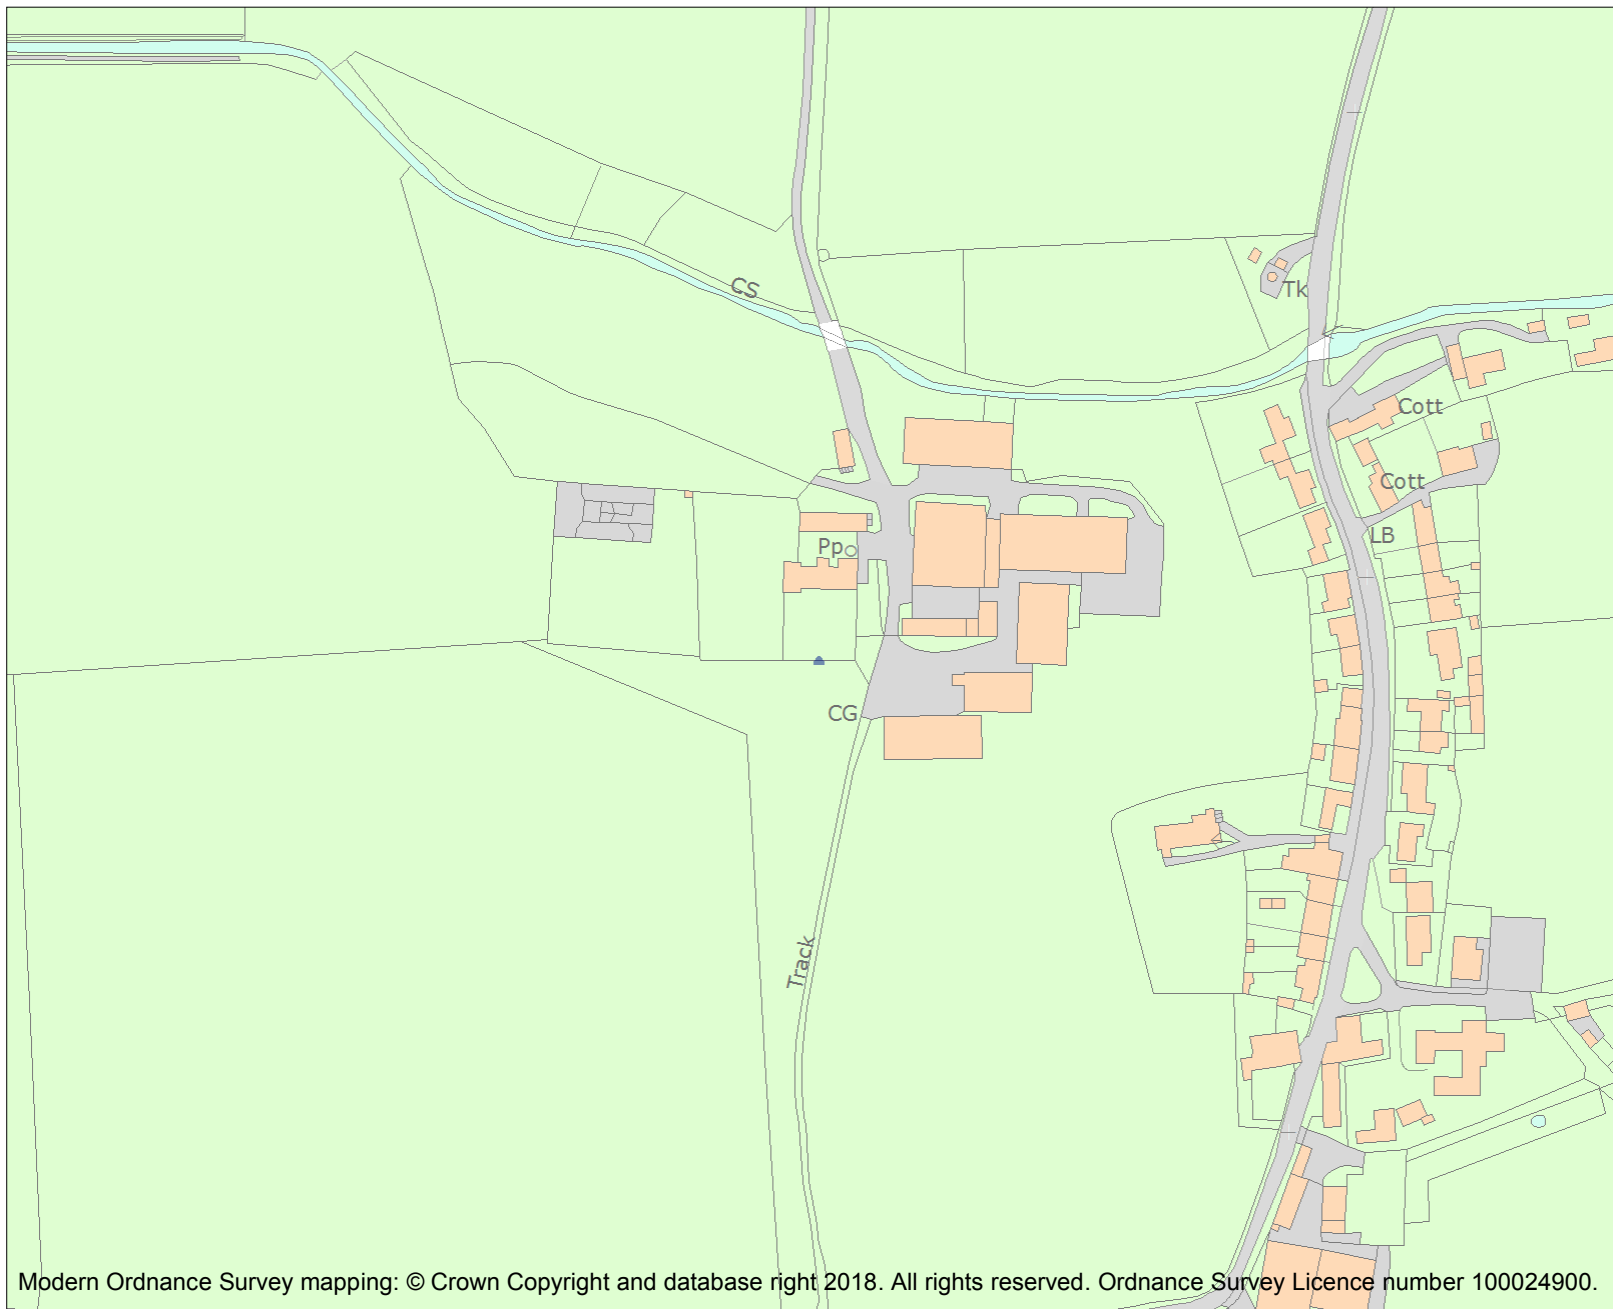 CS
Tk
Cott
Cott
LB
Pp
CG
Track
Modern Ordnance Survey mapping: © Crown Copyright and database right 2018. All rights reserved. Ordnance Survey Licence number 100024900.